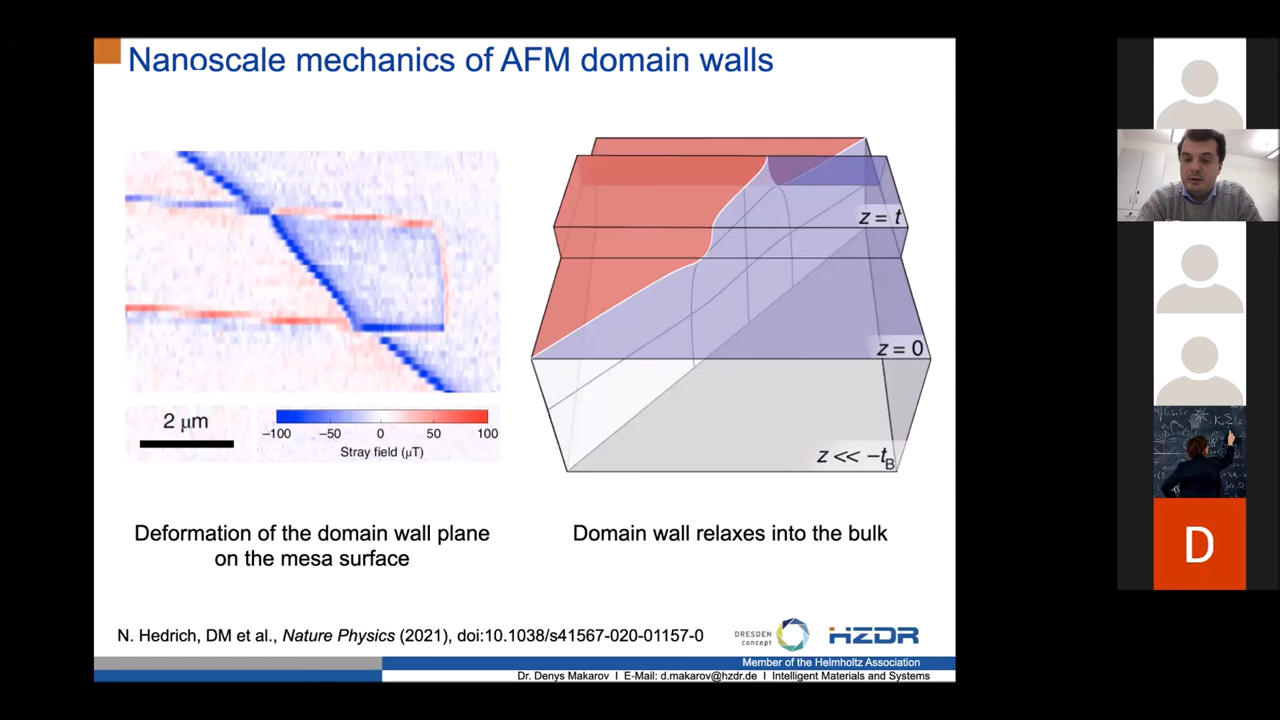 Nanoscale mechanics of AFM domain walls
2 μm
−100 −50 0 50 100
Stray field (μT)
z = t
z = 0
z << −tB
Deformation of the domain wall plane
on the mesa surface
Domain wall relaxes into the bulk
N. Hedrich, DM et al., Nature Physics (2021), doi:10.1038/s41567-020-01157-0
DRESDEN
concept
HZDR
Member of the Helmholtz Association
Dr. Denys Makarov I E-Mail: d.makarov@hzdr.de I Intelligent Materials and Systems
D